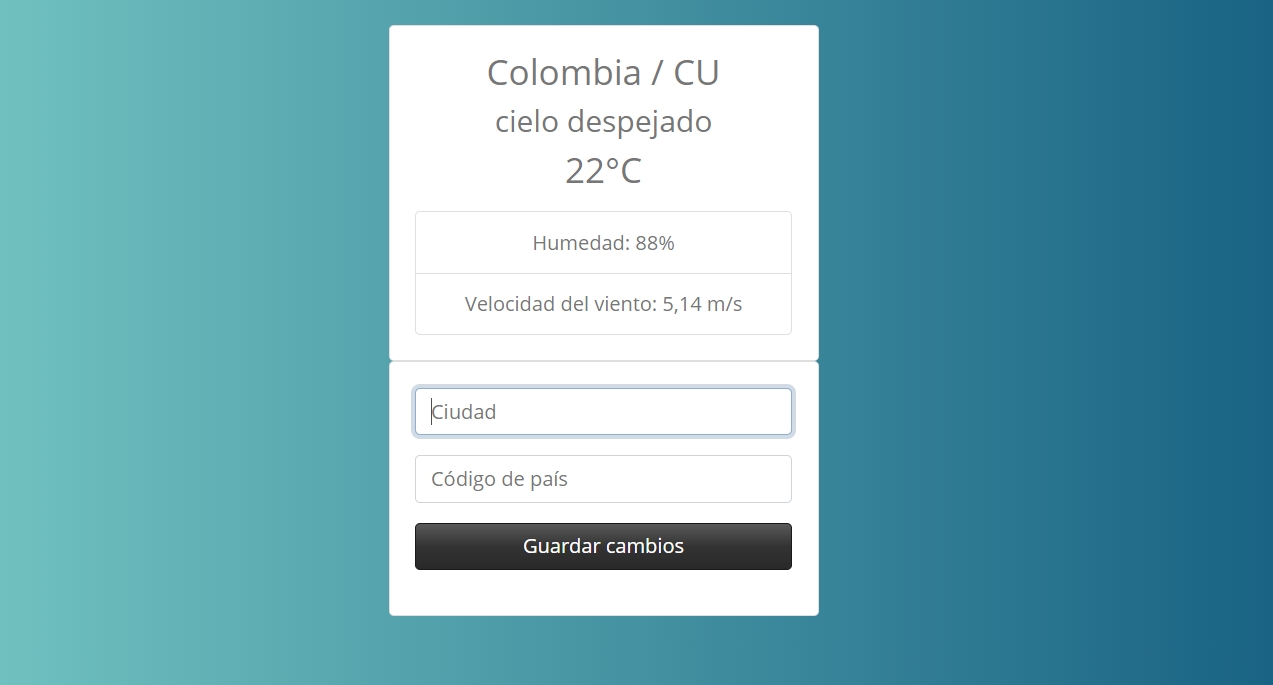 Colombia / CU
cielo despejado
22°C
Humedad: 88%
Velocidad del viento: 5,14 m/s
Ciudad
Código de país
Guardar cambios